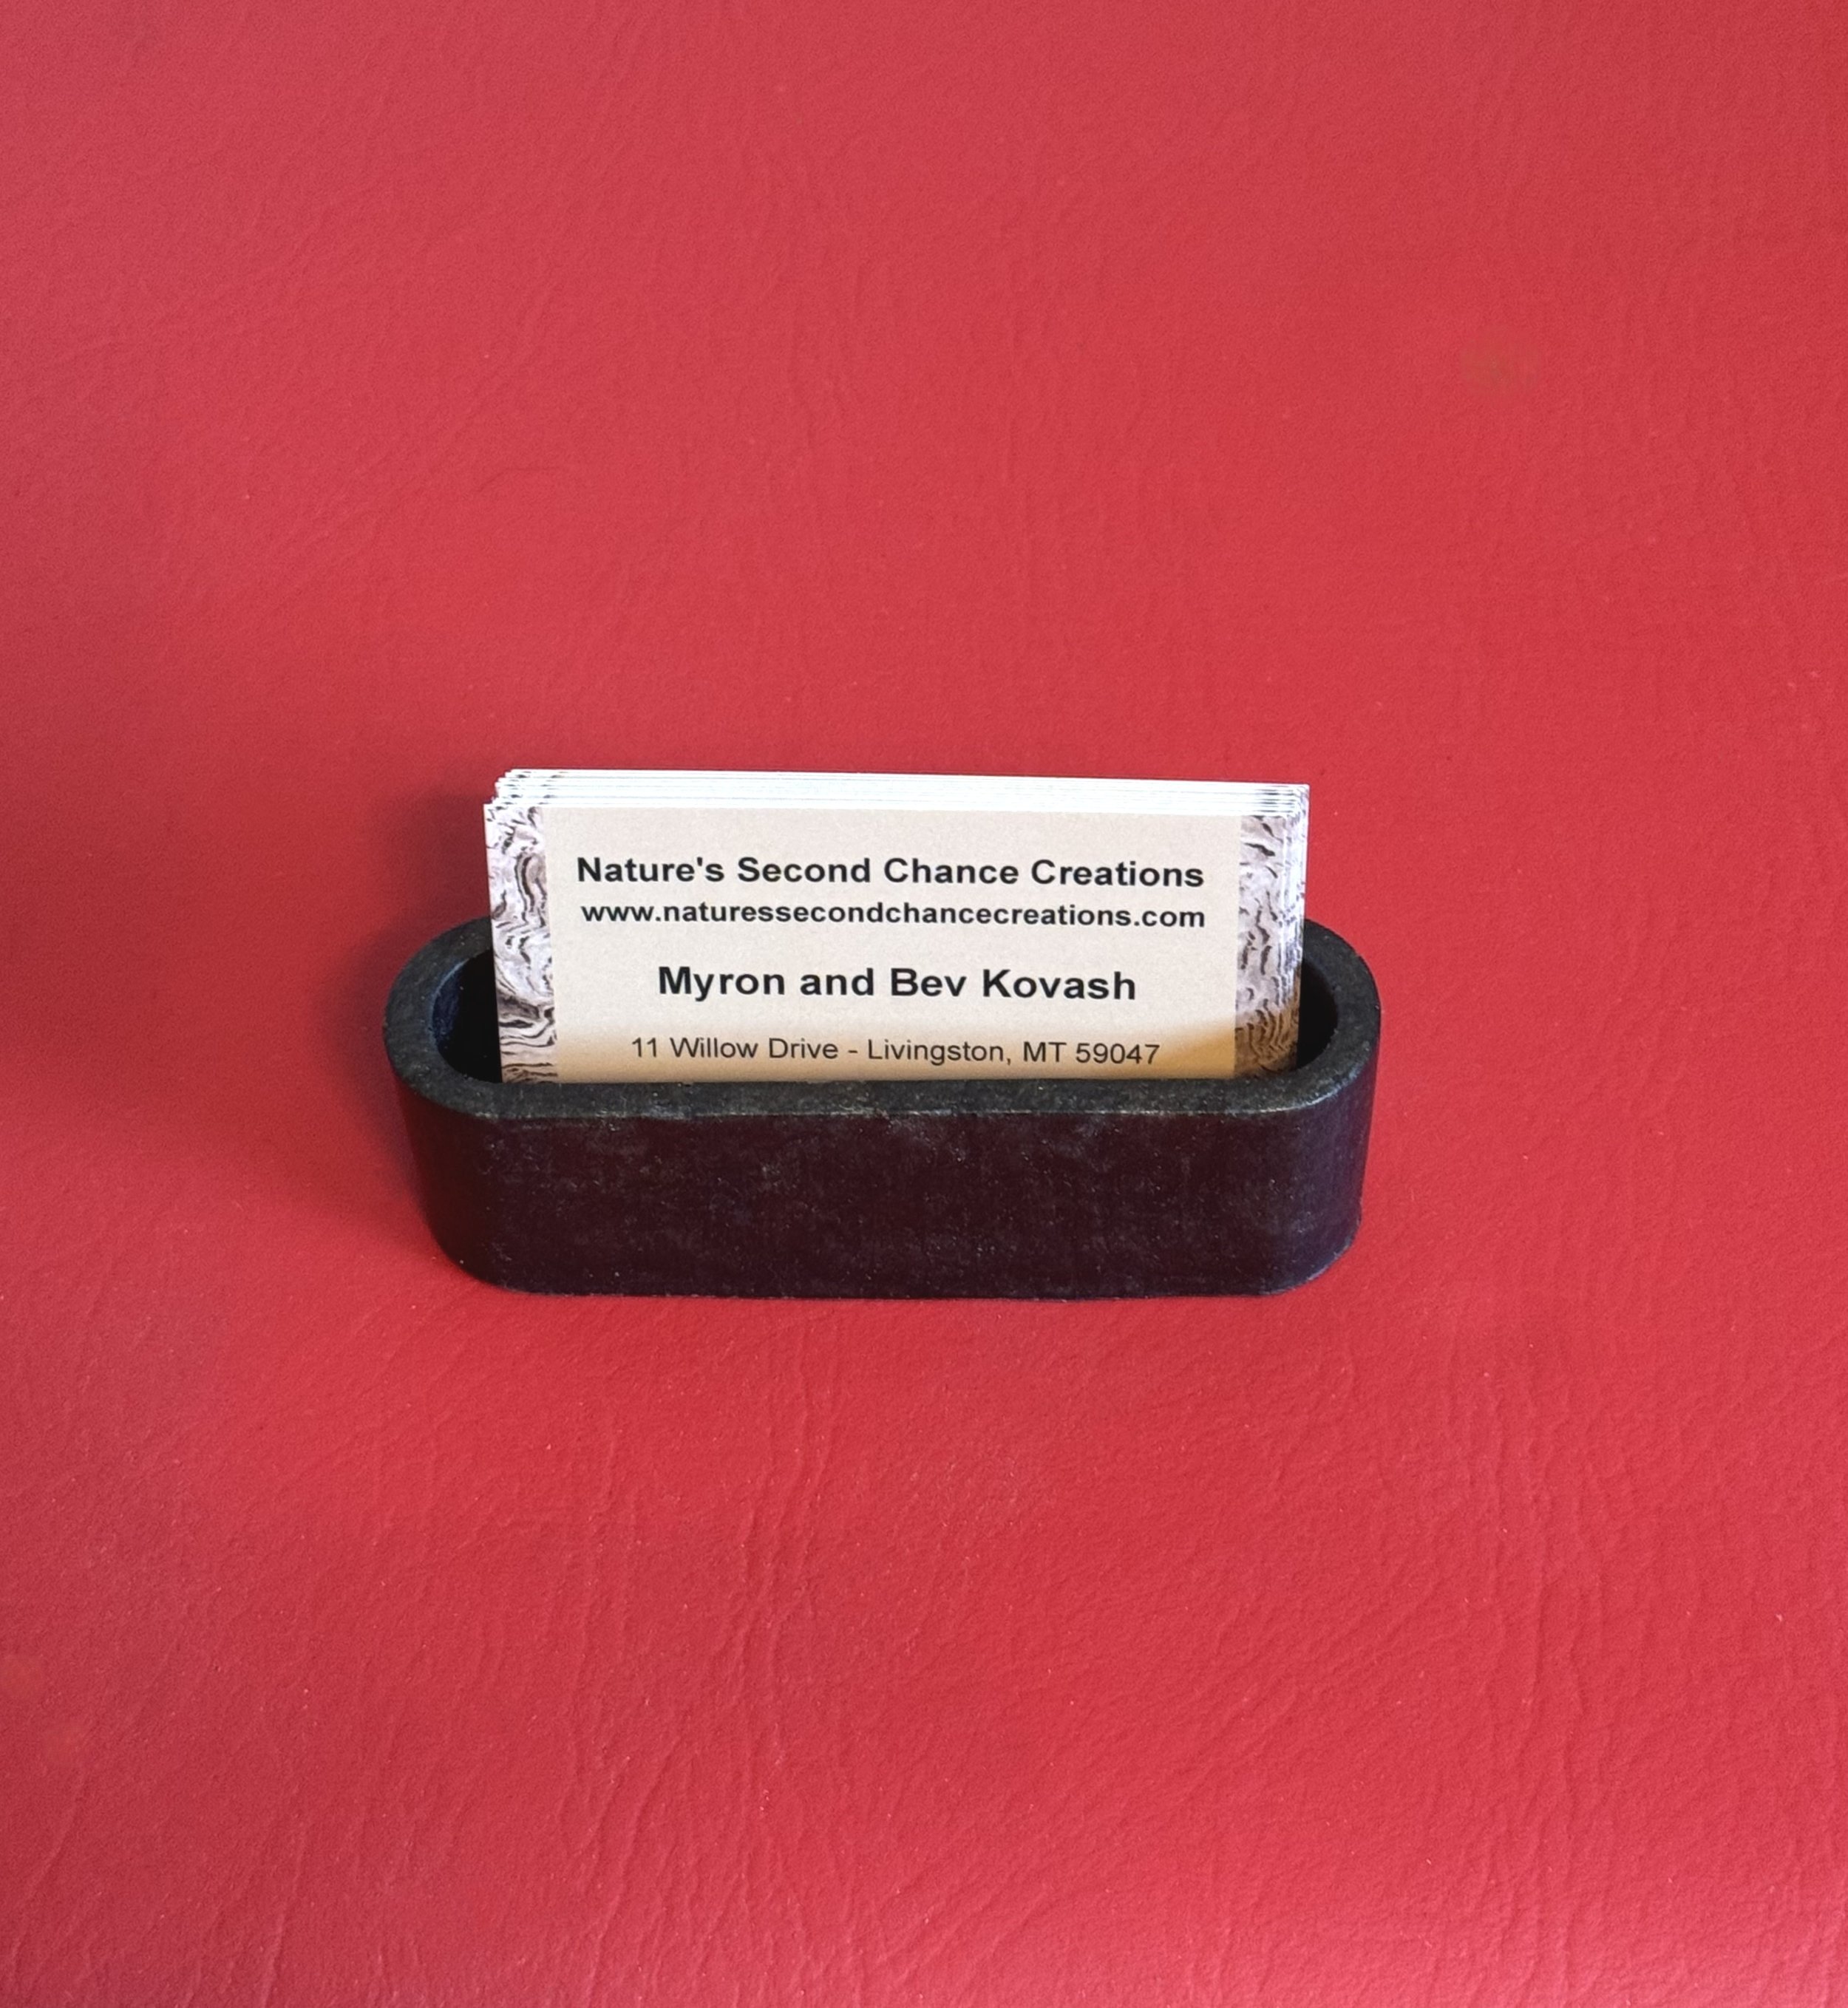 Nature's Second Chance Creations
www.naturessecondchancecreations.com
Myron and Bev Kovash
11 Willow Drive - Livingston, MT 59047